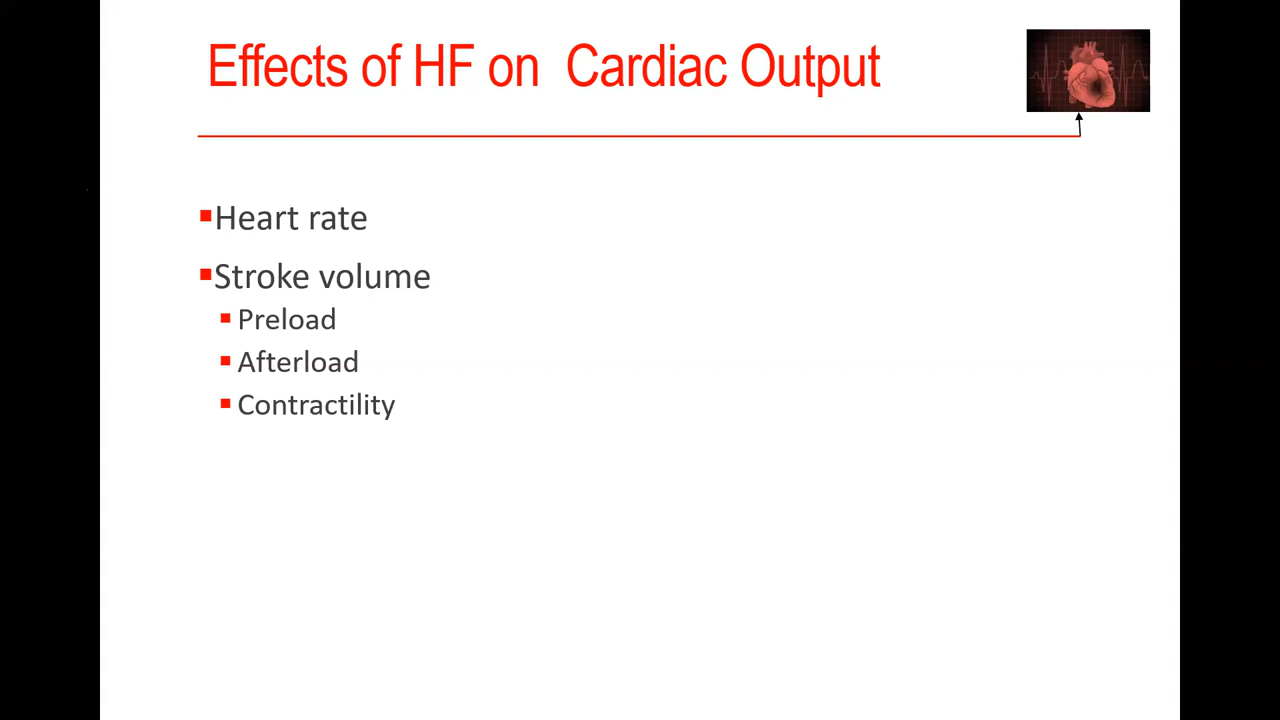 Effects of HF on Cardiac Output
▪Heart rate
▪Stroke volume
▪Preload
▪Afterload
▪Contractility